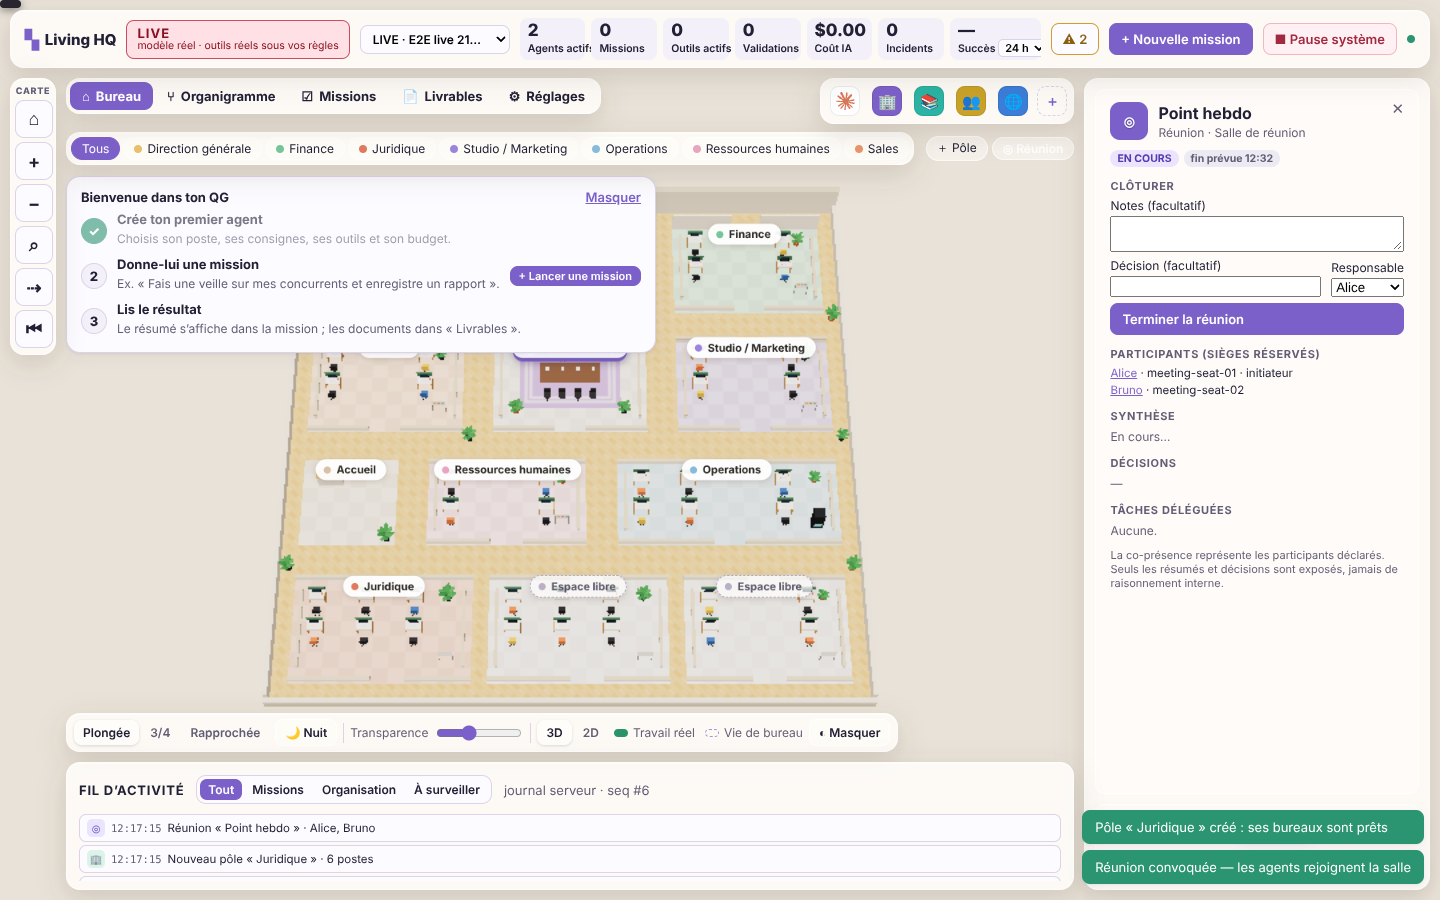 Living HQ
LIVE
modèle réel · outils réels sous vos règles
LIVE · E2E live 21...
2
Agents actifs
0
Missions
0
Outils actifs
0
Validations
$0.00
Coût IA
0
Incidents
—
Succès 24 h
⚠ 2
+ Nouvelle mission
■ Pause système
CARTE
Bureau
Organigramme
Missions
Livrables
Réglages
Tous
Direction générale
Finance
Juridique
Studio / Marketing
Operations
Ressources humaines
Sales
+ Pôle
◎ Réunion
Bienvenue dans ton QG
Masquer
Crée ton premier agent
Choisis son poste, ses consignes, ses outils et son budget.
2
Donne-lui une mission
Ex. « Fais une veille sur mes concurrents et enregistre un rapport ».
+ Lancer une mission
3
Lis le résultat
Le résumé s’affiche dans la mission ; les documents dans « Livrables ».
Finance
Studio / Marketing
Accueil
Ressources humaines
Operations
Juridique
Espace libre
Espace libre
Plongée
3/4
Rapprochée
🌙 Nuit
Transparence
3D
2D
Travail réel
Vie de bureau
Masquer
FIL D’ACTIVITÉ
Tout
Missions
Organisation
À surveiller
journal serveur · seq #6
12:17:15 Réunion « Point hebdo » · Alice, Bruno
12:17:15 Nouveau pôle « Juridique » · 6 postes
Point hebdo
Réunion · Salle de réunion
✕
EN COURS
fin prévue 12:32
CLÔTURER
Notes (facultatif)
Décision (facultatif)
Responsable
Alice
Terminer la réunion
PARTICIPANTS (SIÈGES RÉSERVÉS)
Alice · meeting-seat-01 · initiateur
Bruno · meeting-seat-02
SYNTHÈSE
En cours…
DÉCISIONS
—
TÂCHES DÉLÉGUÉES
Aucune.
La co-présence représente les participants déclarés.
Seuls les résumés et décisions sont exposés, jamais de
raisonnement interne.
Pôle « Juridique » créé : ses bureaux sont prêts
Réunion convoquée — les agents rejoignent la salle